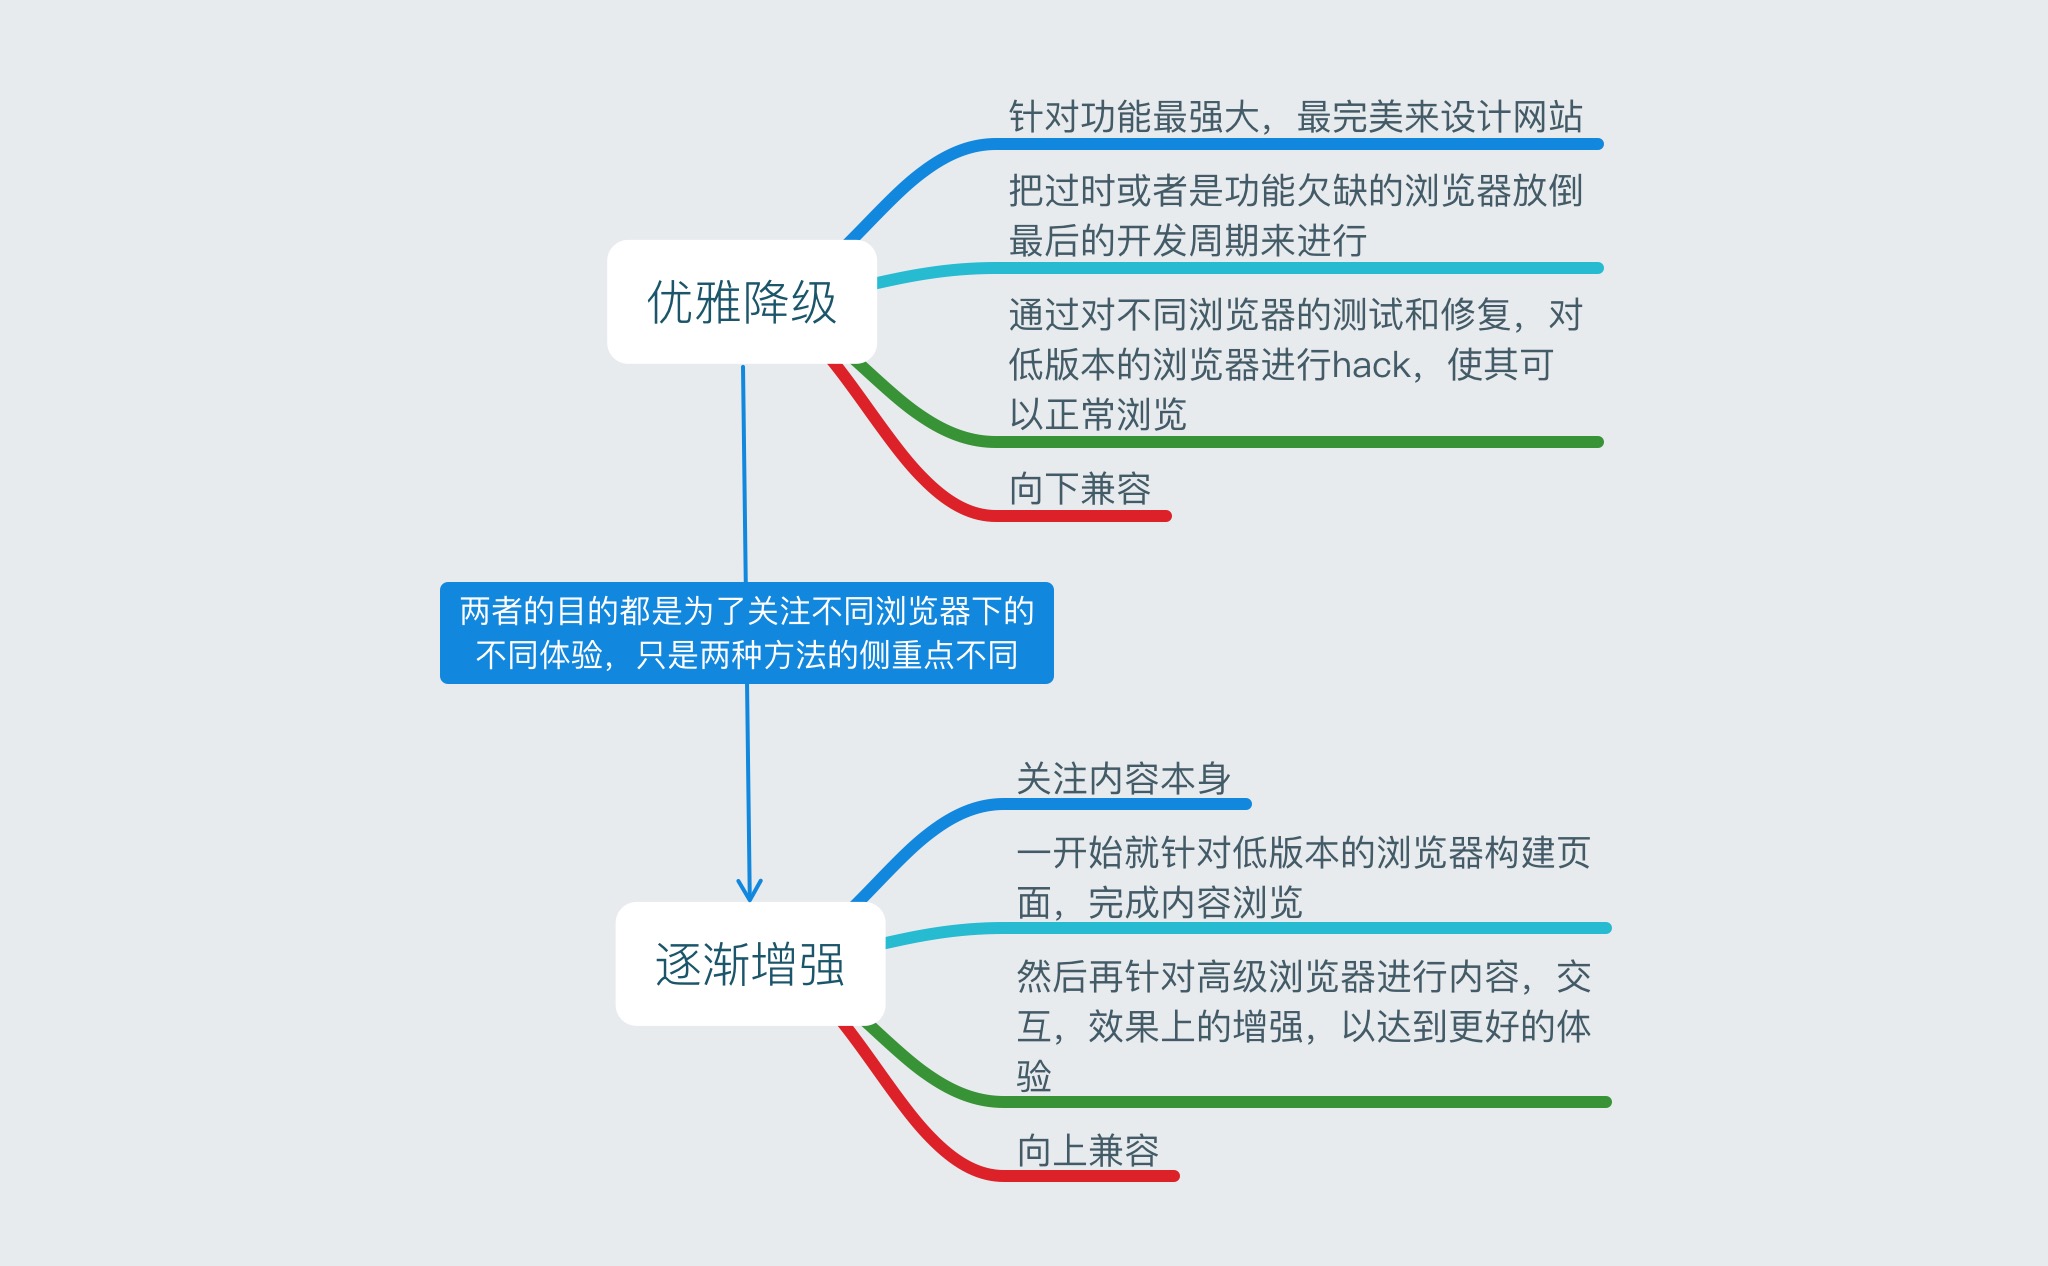 针对功能最强大，最完美来设计网站
把过时或者是功能欠缺的浏览器放倒
最后的开发周期来进行
优雅降级
通过对不同浏览器的测试和修复，对
低版本的浏览器进行hack，使其可
以正常浏览
向下兼容
两者的目的都是为了关注不同浏览器下的
不同体验，只是两种方法的侧重点不同
关注内容本身
一开始就针对低版本的浏览器构建页
面，完成内容浏览
逐渐增强
然后再针对高级浏览器进行内容，交
互，效果上的增强，以达到更好的体
验
向上兼容